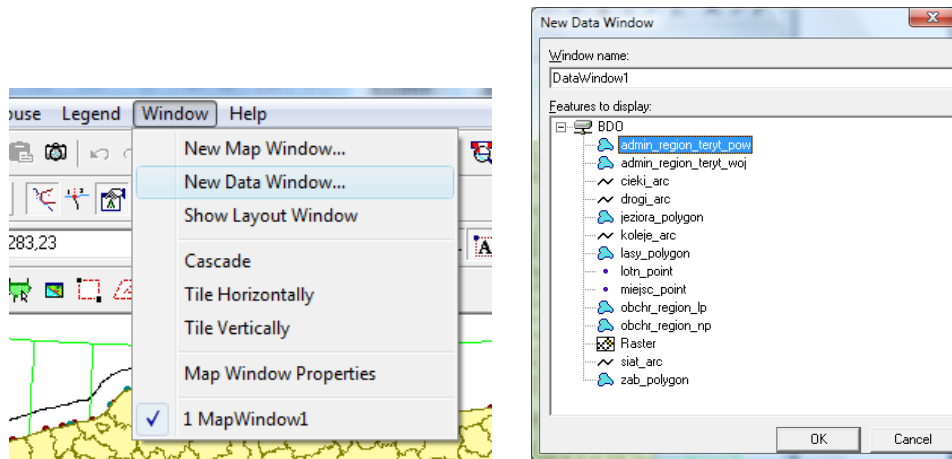 ouse Legend Window Help
New Map Window...
New Data Window...
Show Layout Window
283,23
A
Cascade
Tile Horizontally
Tile Vertically
R
Map Window Properties
1 MapWindow1
New Data Window
Window name:
DataWindow1
Features to display:
BDO
admin_region_teryt_pow
admin_region_teryt_woj
cieki_arc
drogi_arc
jeziora_polygon
koleje_arc
lasy_polygon
lotn_point
miejsc_point
obchr_region_lp
obchr_region_np
Raster
siat_arc
zab_polygon
OK Cancel